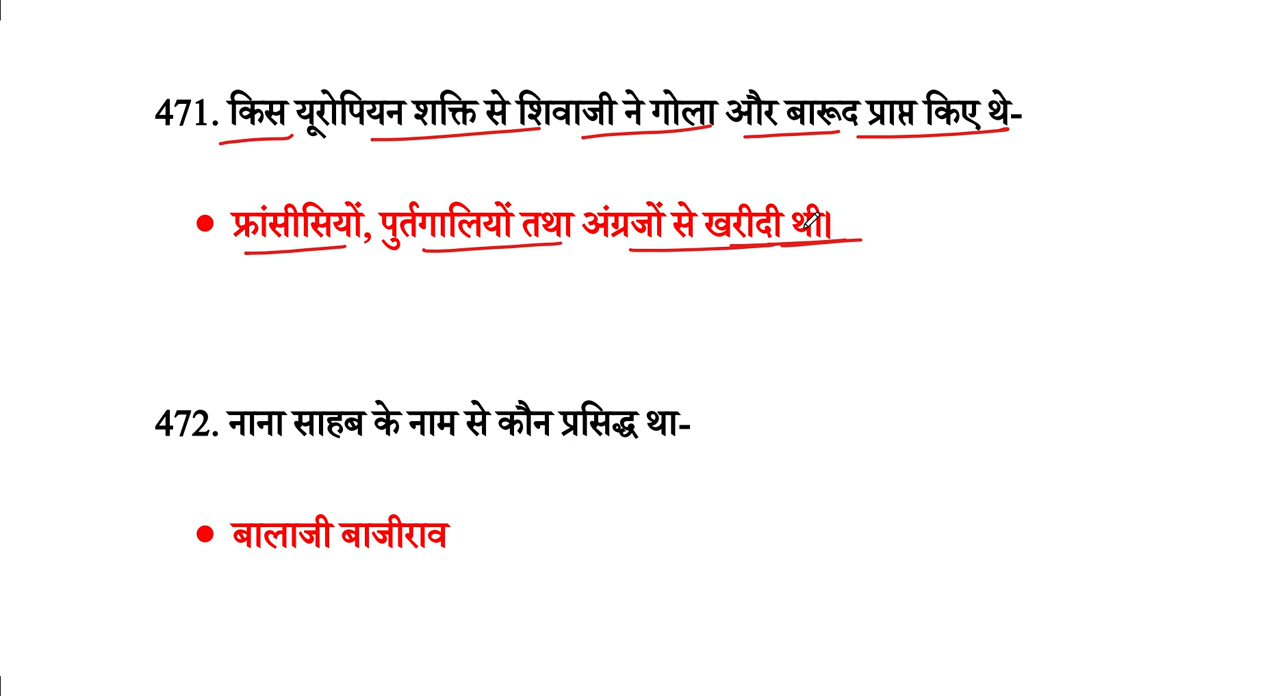 471. किस यूरोपियन शक्ति से शिवाजी ने गोला और बारूद प्राप्त किए थे-
• फ्रांसीसियों, पुर्तगालियों तथा अंग्रजों से खरीदी थी।
472. नाना साहब के नाम से कौन प्रसिद्ध था-
• बालाजी बाजीराव